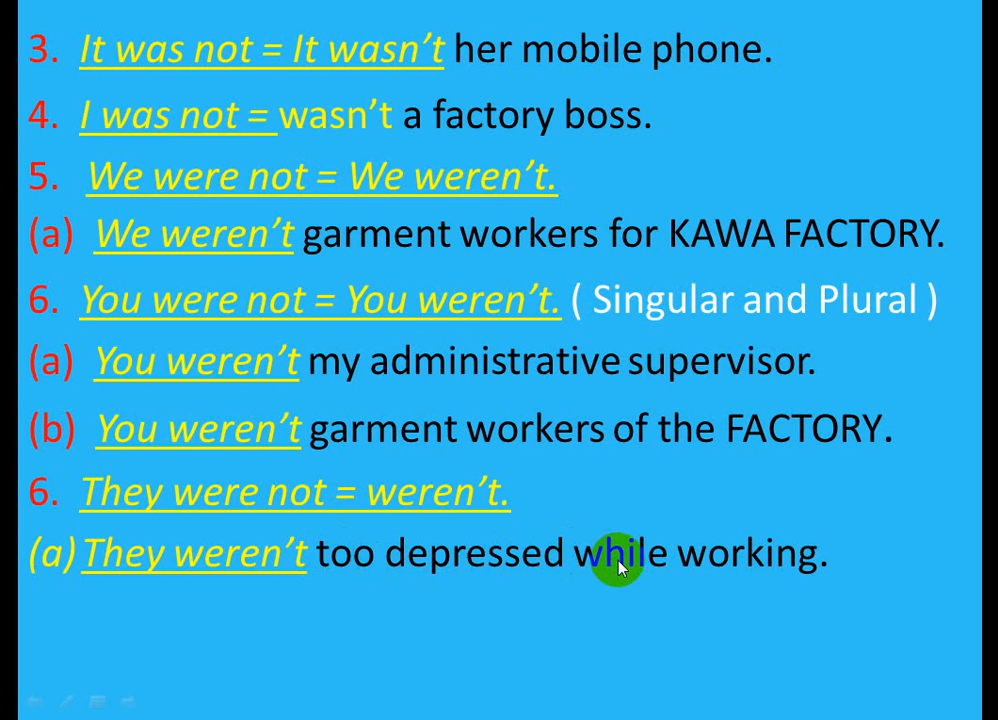 3. It was not = It wasn't her mobile phone.
4. I was not = wasn't a factory boss.
5. We were not = We weren't.
(a) We weren't garment workers for KAWA FACTORY.
6. You were not = You weren't. ( Singular and Plural )
(a) You weren't my administrative supervisor.
(b) You weren't garment workers of the FACTORY.
6. They were not = weren't.
(a) They weren't too depressed while working.